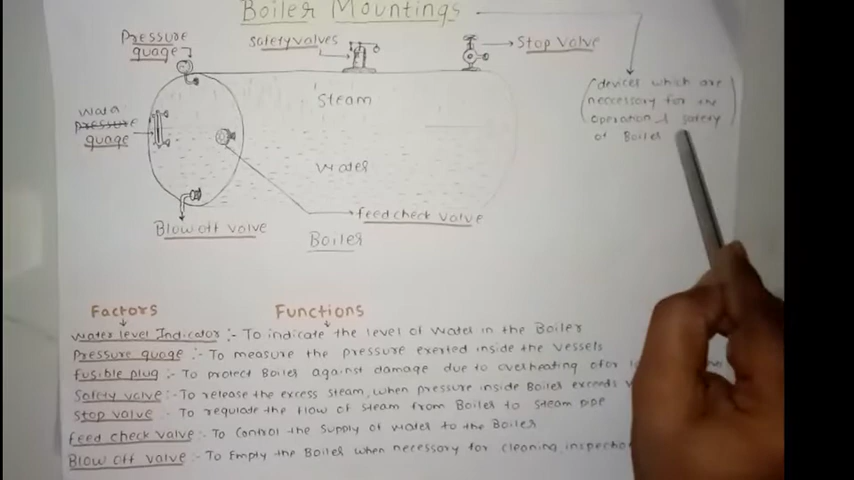 Boiler Mountings
Pressure
guage
Safetyvalves
Stop valve
(devices which are
neccessory for the
operation & safety
of Boiler
Steam
Wata
pressure
guage
Water
Blow off valve
feed check valve
Boiler
Factors
Functions
Water level Indicator :- To indicate the level of Water in the Boiler
Pressure guage :- To measure the pressure exerted inside the vessels
fusible plug :- To protect Boiler against damage due to overheating
Safety valve :- To release the excess steam, when pressure inside Boiler exceeds
Stop valve :- To regulade the flow of steam from Boiler to steam pipe
feed check valve :- To Control the Supply of water to the Boiler
Blow off valve :- To Empty the Boiler when necessary for cleaning, inspectio